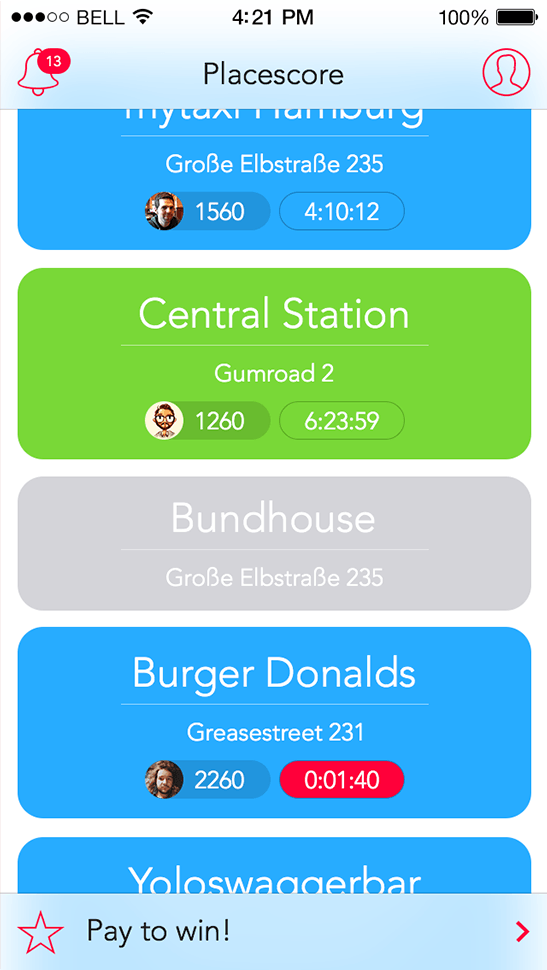 BELL 4:21 PM 100%
13
Placescore
mytaxi Hamburg
Große Elbstraße 235
1560 4:10:12
Central Station
Gumroad 2
1260 6:23:59
Bundhouse
Große Elbstraße 235
Burger Donalds
Greasestreet 231
2260 0:01:40
Yoloswaggerbar
Pay to win!